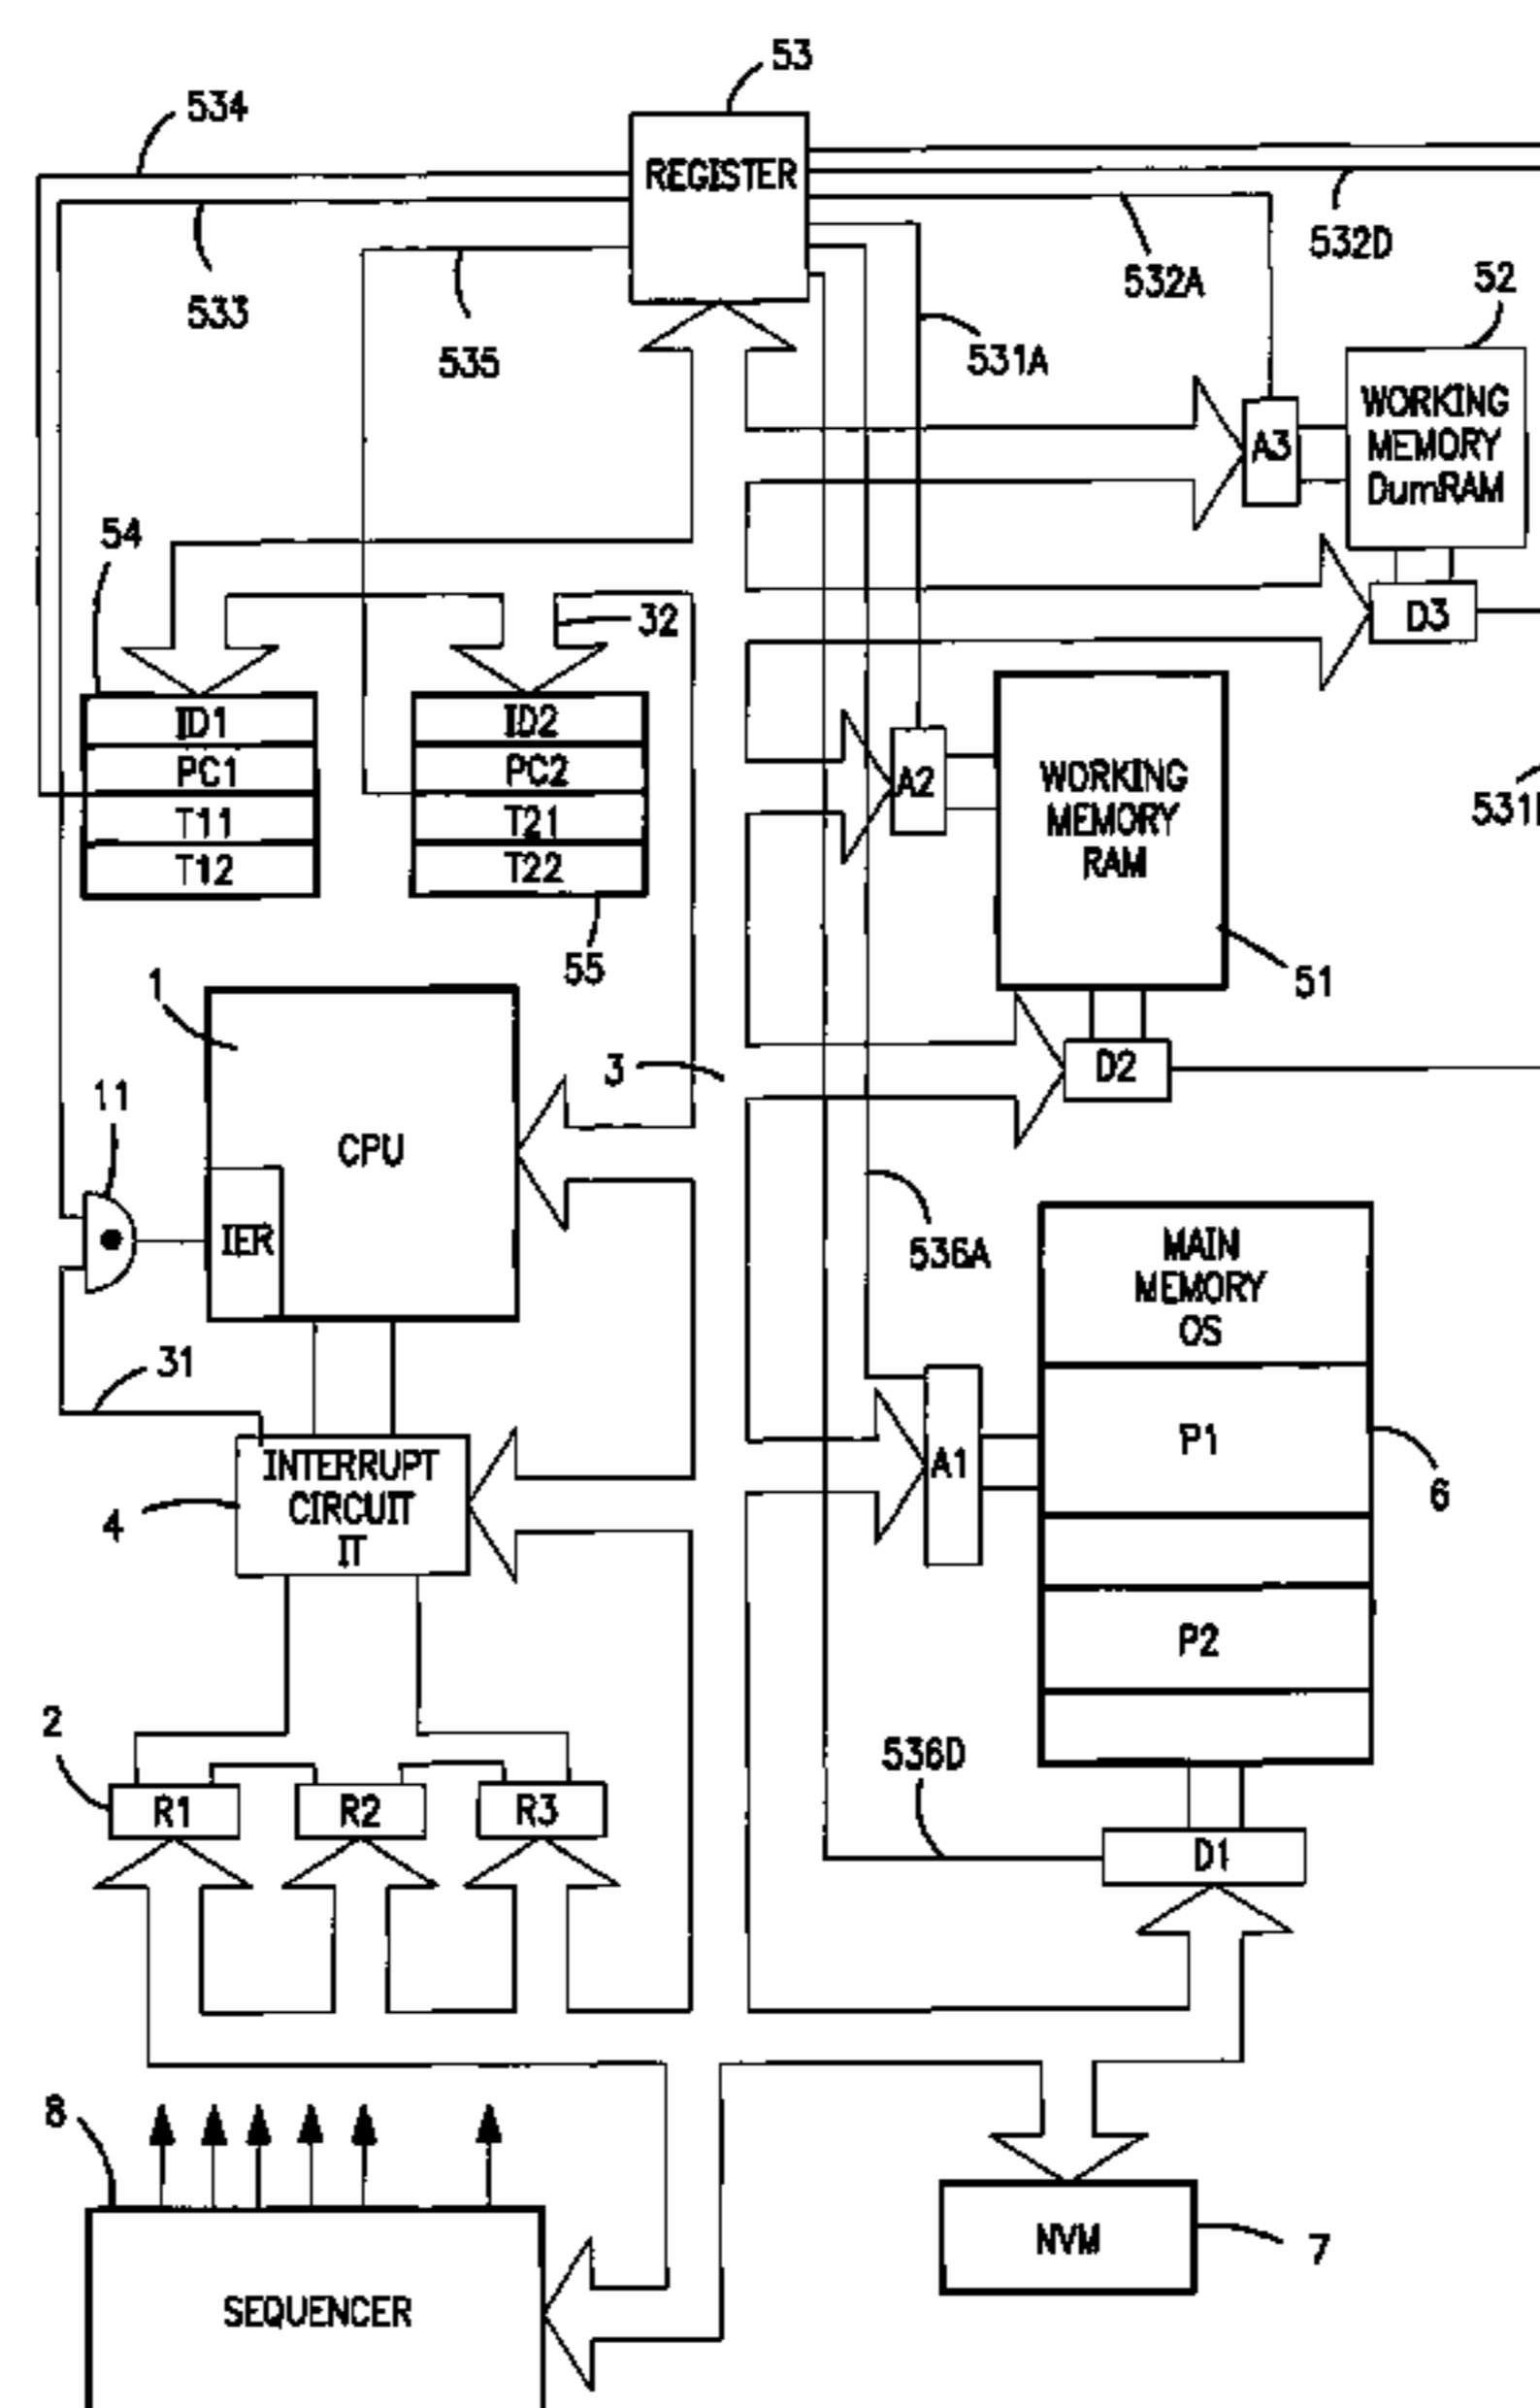 53
534
REGISTER
532D
533
532A
52
535
531A
WORKING
MEMORY
DumRAM
A3
54
32
D3
ID1
PC1
T11
T12
ID2
PC2
T21
T22
A2
WORKING
MEMORY
RAM
55
51
1
3
D2
11
CPU
IER
536A
MAIN
MEMORY
OS
31
P1
INTERRUPT
CIRCUIT
IT
A1
6
4
P2
2
536D
R1
R2
R3
D1
8
NVM
7
SEQUENCER